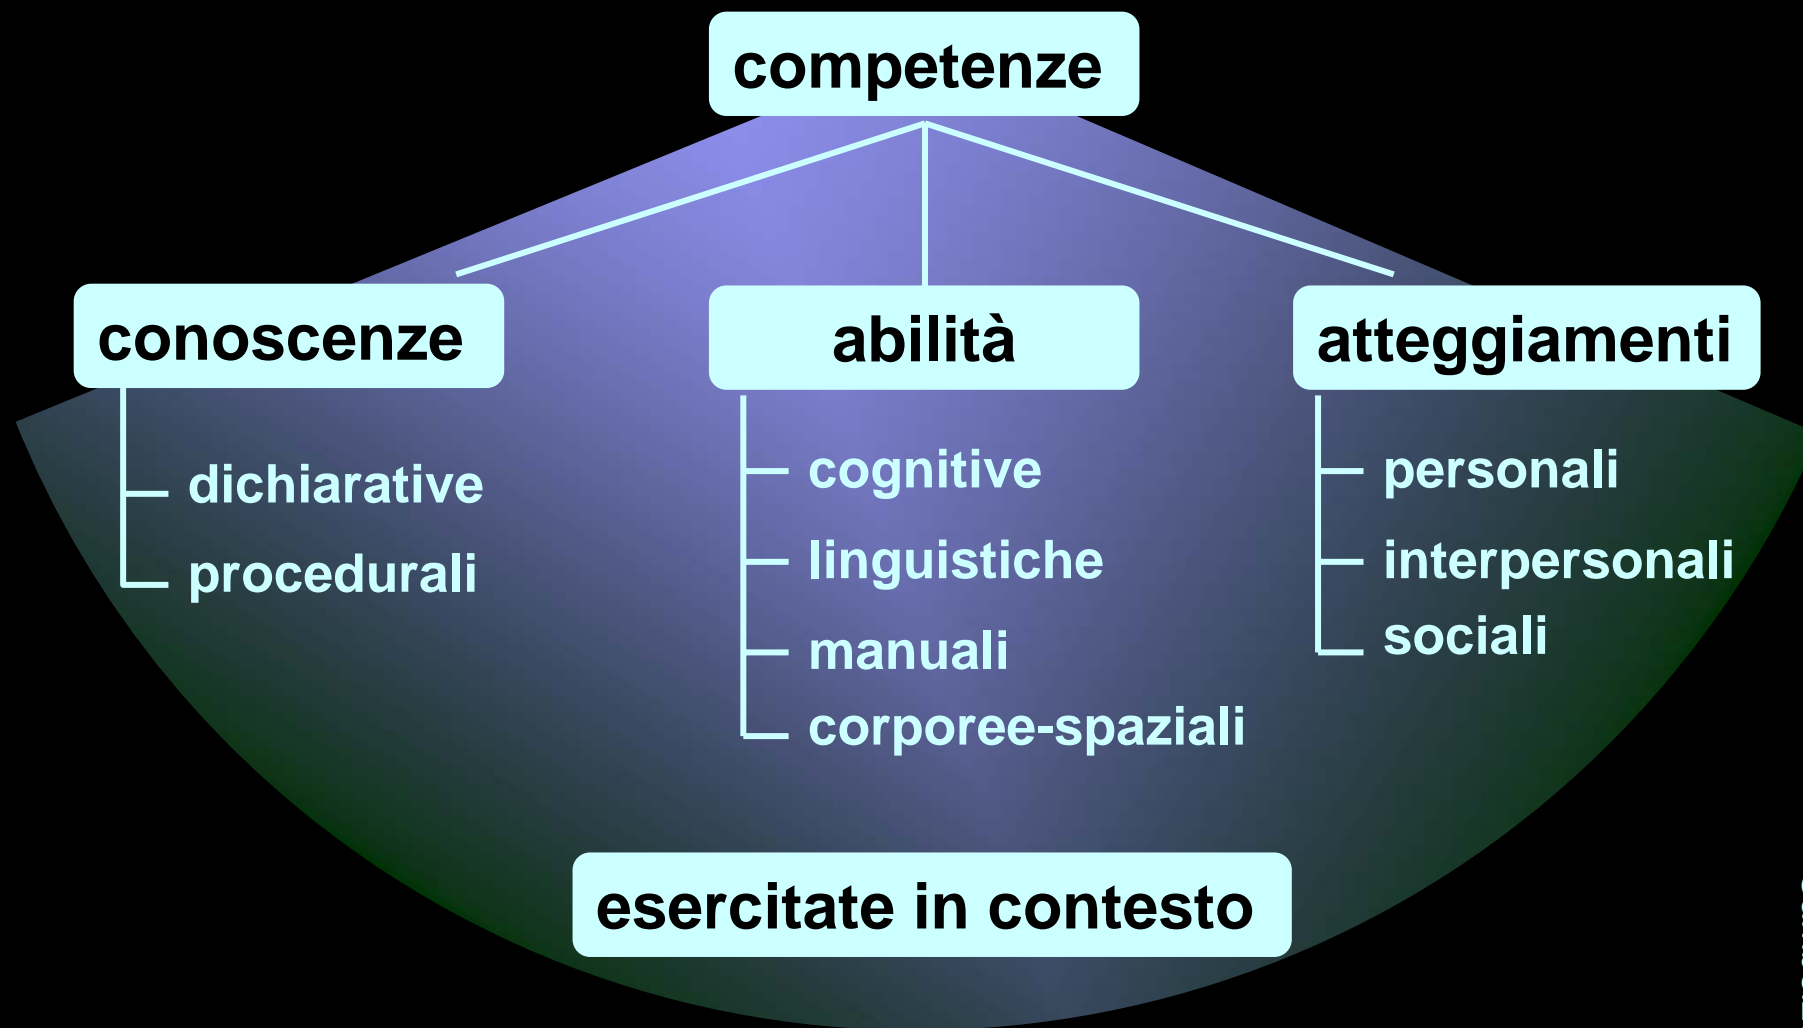 competenze
conoscenze
abilità
atteggiamenti
dichiarative
procedurali
cognitive
linguistiche
manuali
corporee-spaziali
personali
interpersonali
sociali
esercitate in contesto